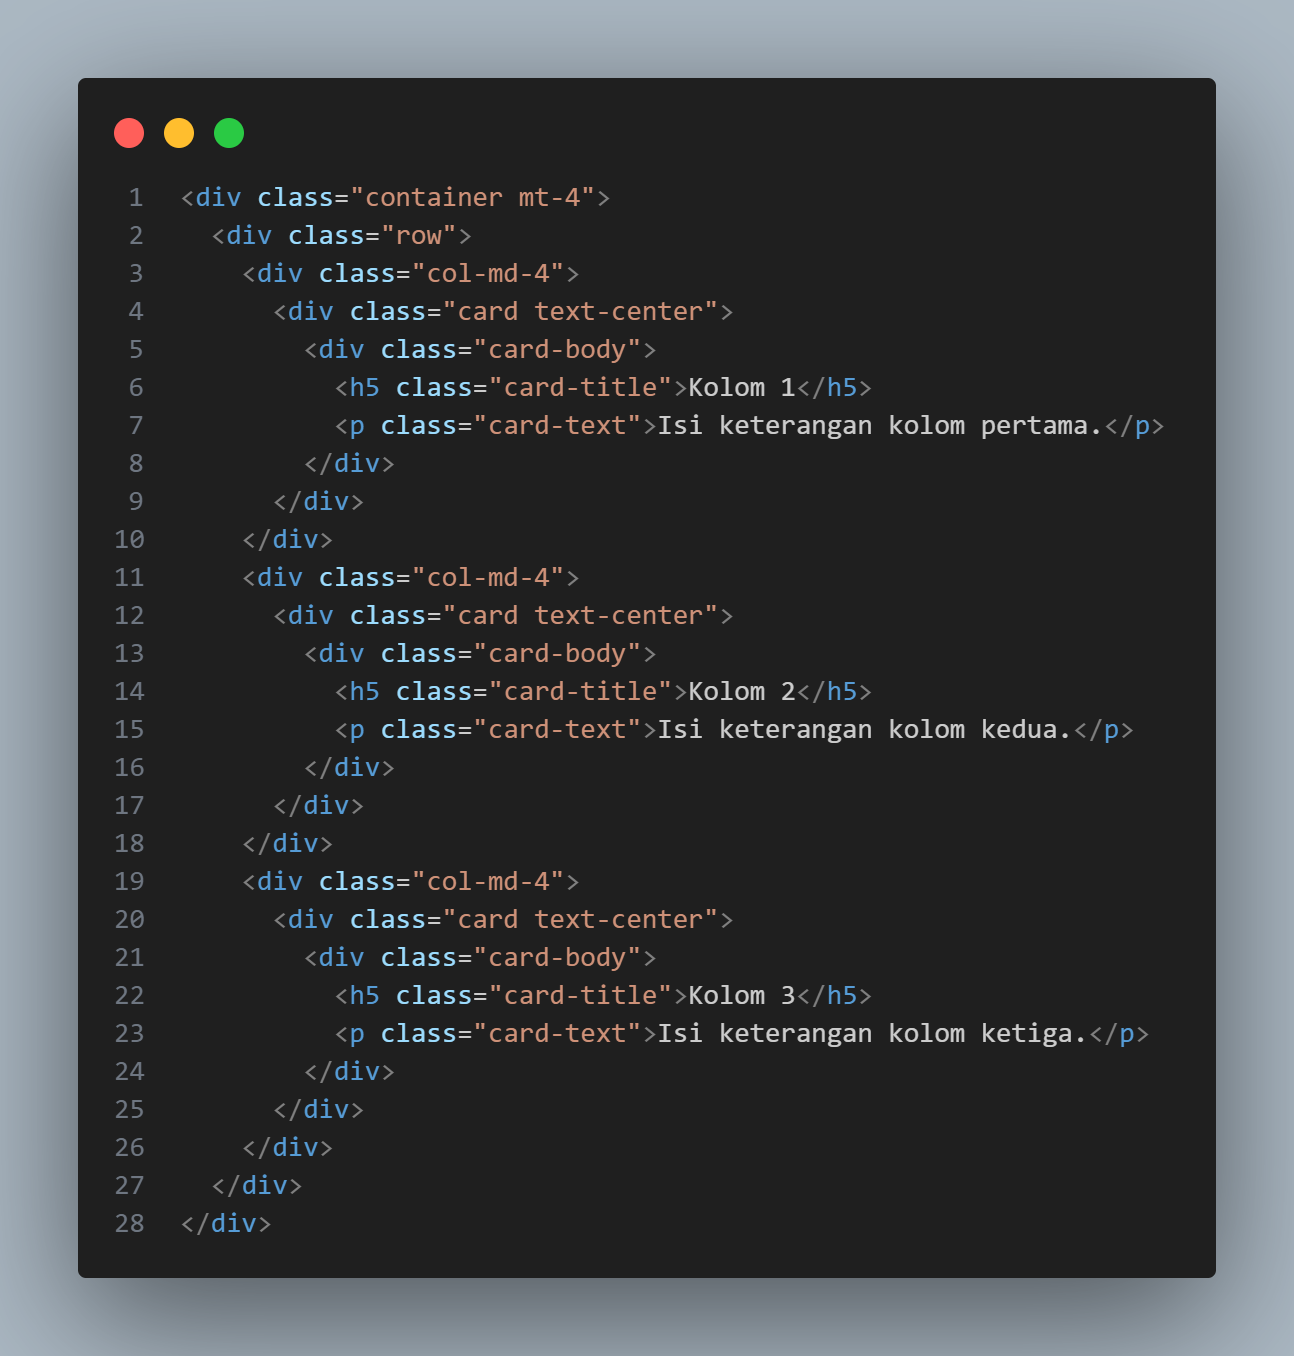 1 <div class="container mt-4">
2   <div class="row">
3     <div class="col-md-4">
4       <div class="card text-center">
5         <div class="card-body">
6           <h5 class="card-title">Kolom 1</h5>
7           <p class="card-text">Isi keterangan kolom pertama.</p>
8         </div>
9       </div>
10     </div>
11     <div class="col-md-4">
12       <div class="card text-center">
13         <div class="card-body">
14           <h5 class="card-title">Kolom 2</h5>
15           <p class="card-text">Isi keterangan kolom kedua.</p>
16         </div>
17       </div>
18     </div>
19     <div class="col-md-4">
20       <div class="card text-center">
21         <div class="card-body">
22           <h5 class="card-title">Kolom 3</h5>
23           <p class="card-text">Isi keterangan kolom ketiga.</p>
24         </div>
25       </div>
26     </div>
27   </div>
28 </div>